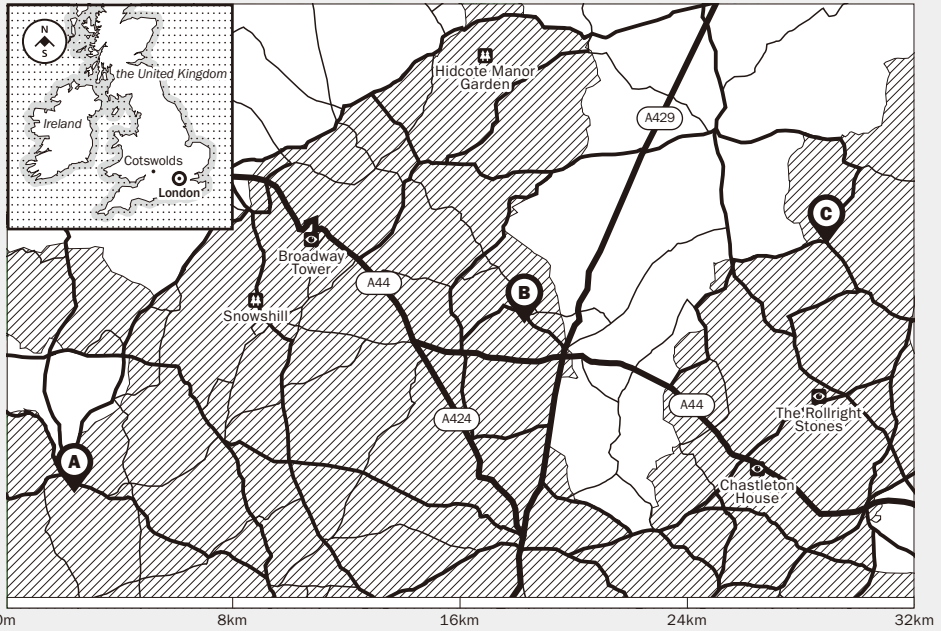 N
S
the United Kingdom
Ireland
Cotswolds
London
Hidcote Manor
Garden
A429
C
Broadway
Tower
A44
B
Snowshill
A44
The Rollright
Stones
A424
A
Chastleton
House
0m
8km
16km
24km
32km